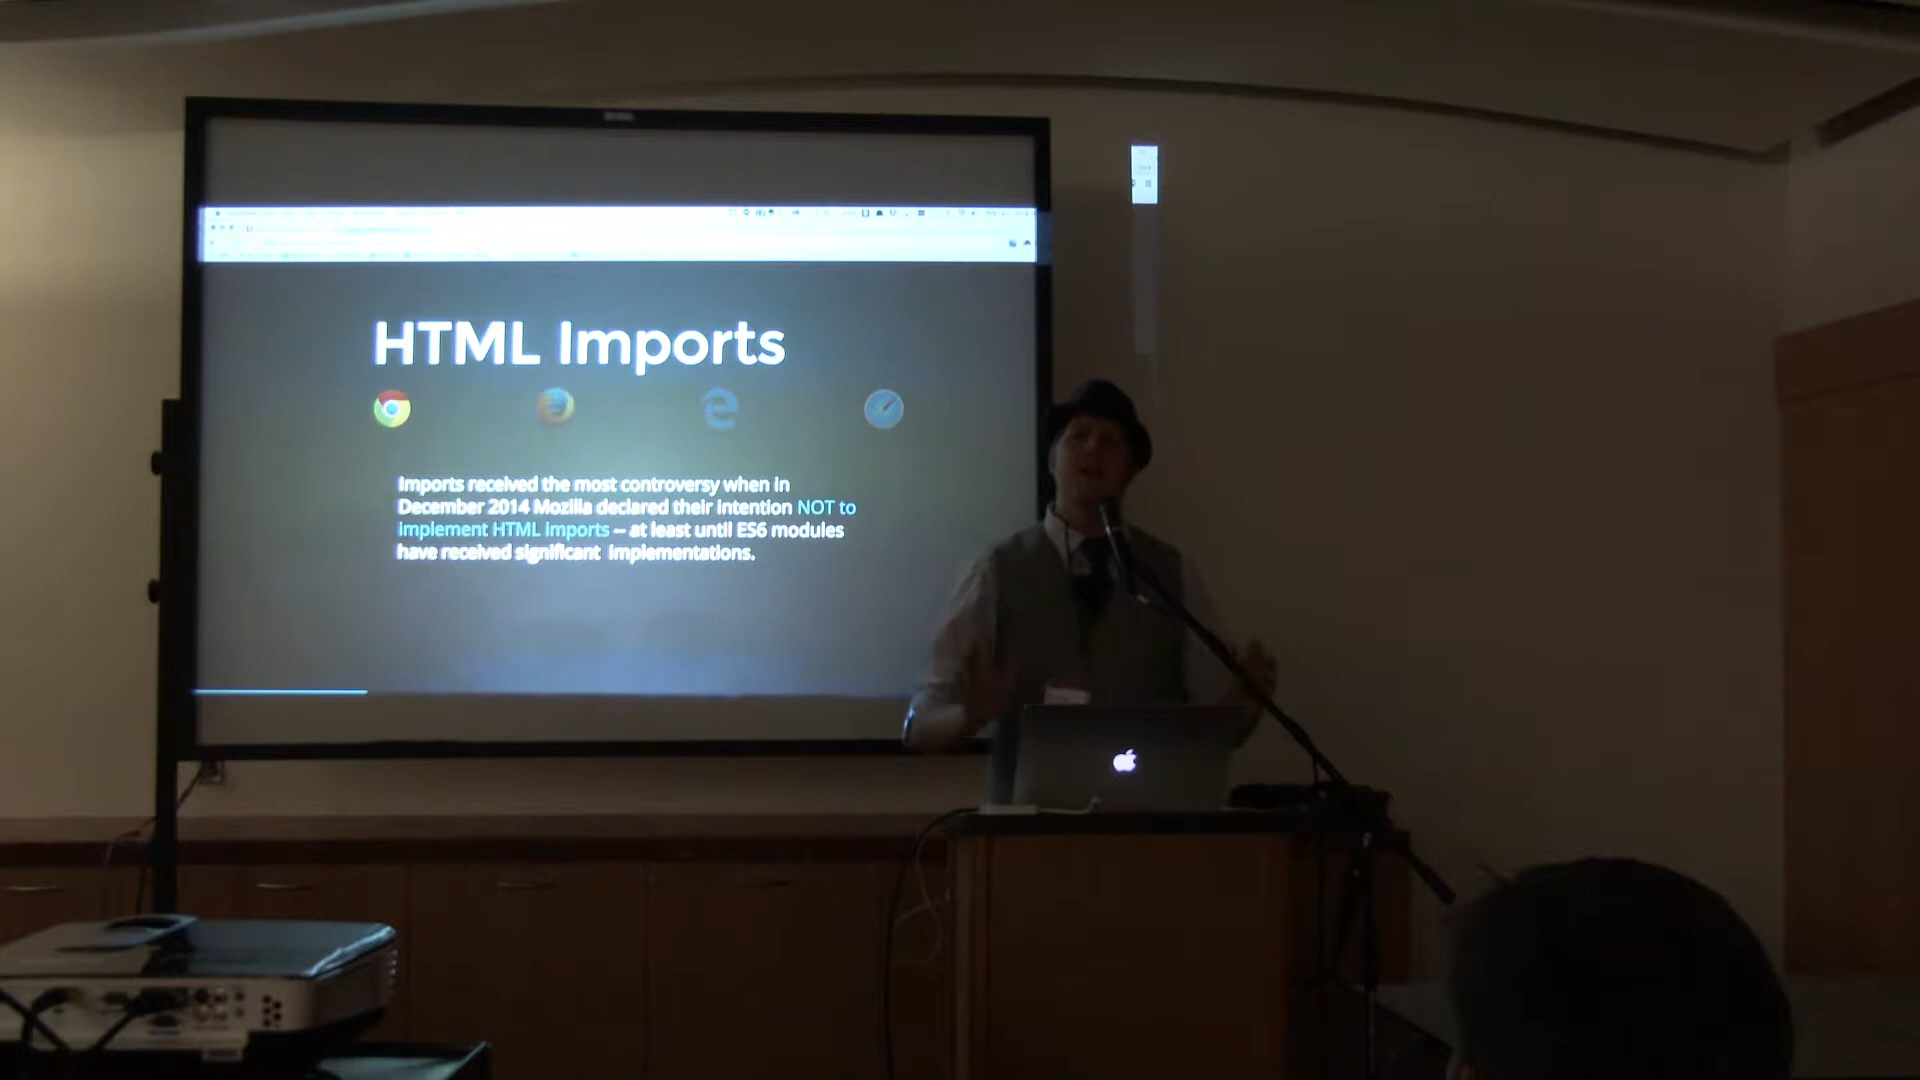 HTML Imports
Imports received the most controversy when in
December 2014 Mozilla declared their intention NOT to
implement HTML imports – at least until ES6 modules
have received significant implementations.